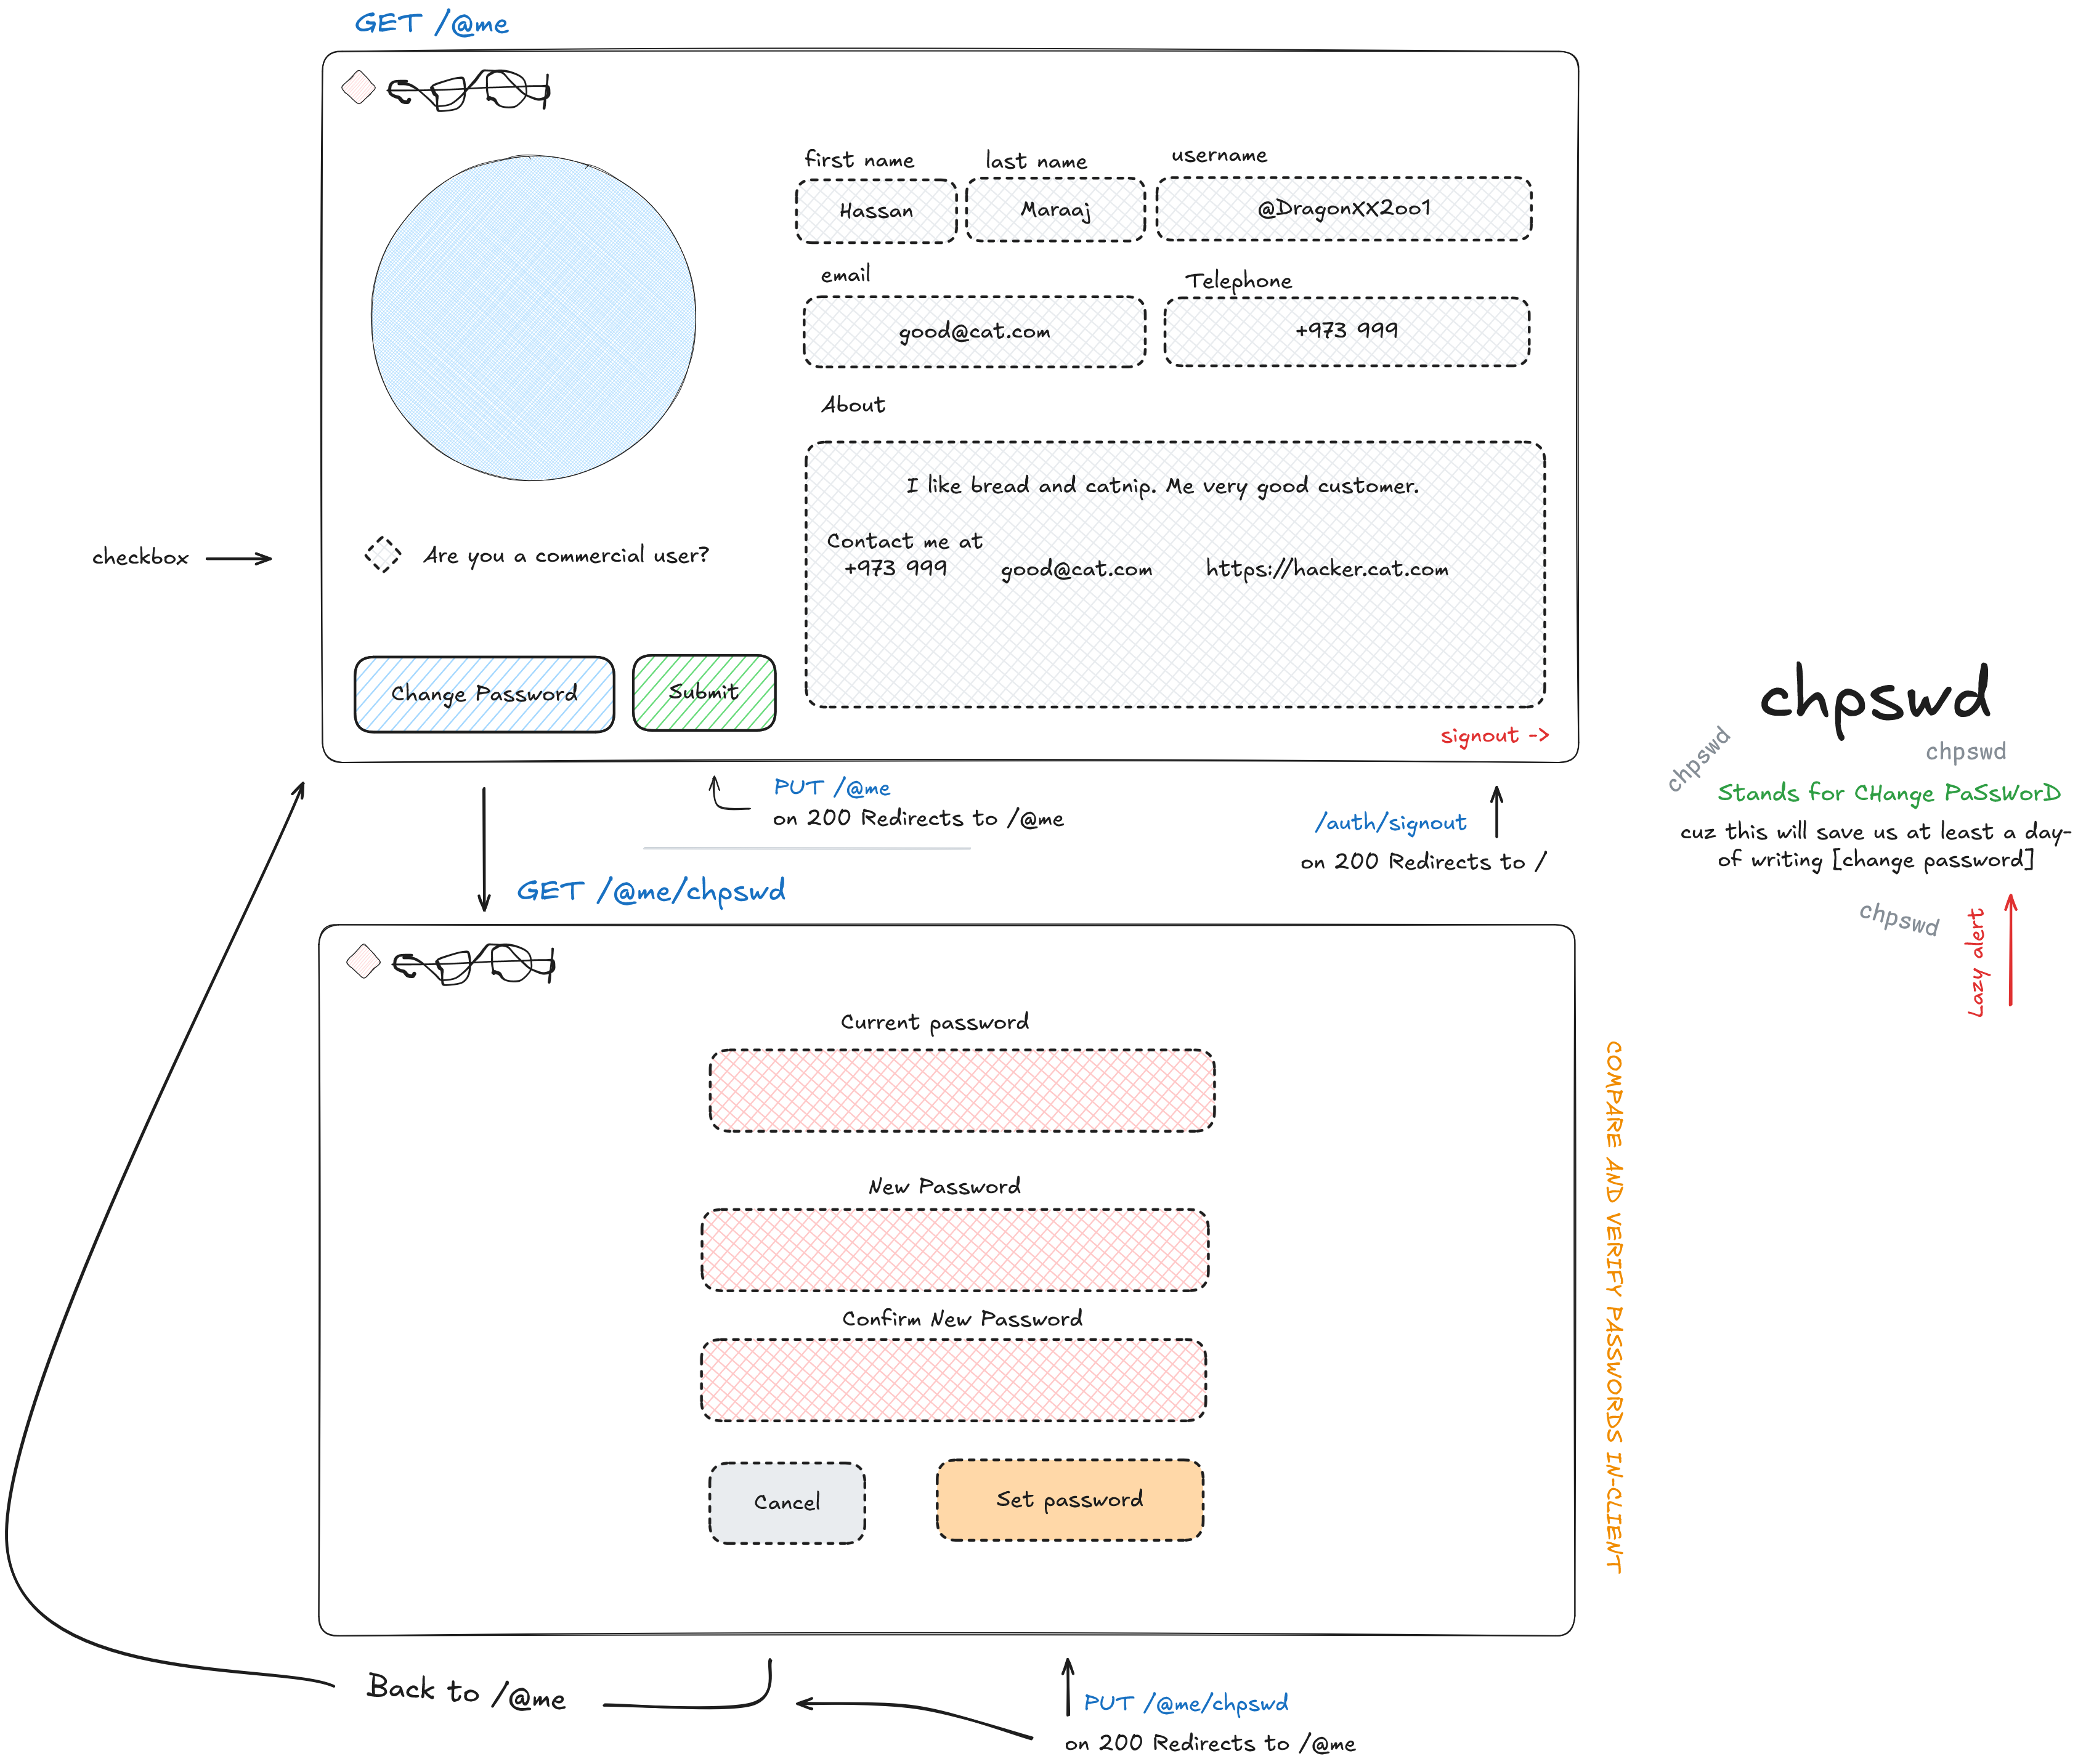 GET /@me
first name
last name
username
Hassan
Maraaj
@DragonXX2oo1
email
Telephone
good@cat.com
+973 999
About
I like bread and catnip. Me very good customer.
Contact me at
+973 999
good@cat.com
https://hacker.cat.com
checkbox
Are you a commercial user?
Change Password
Submit
signout ->
PUT /@me
on 200 Redirects to /@me
/auth/signout
on 200 Redirects to /
chpswd
chpswd
chpswd
Stands for CHange PaSsWorD
cuz this will save us at least a day-
of writing [change password]
chpswd
Lazy alert
GET /@me/chpswd
Current password
New Password
Confirm New Password
Cancel
Set password
COMPARE AND VERIFY PASSWORDS IN-CLIENT
Back to /@me
PUT /@me/chpswd
on 200 Redirects to /@me